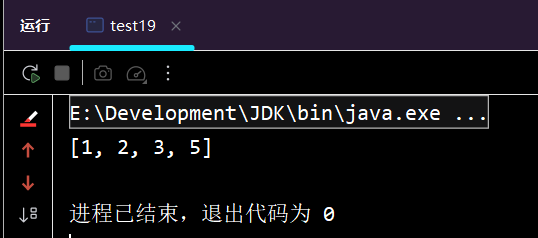 运行 test19
E:\Development\JDK\bin\java.exe ...
[1, 2, 3, 5]
进程已结束，退出代码为 0